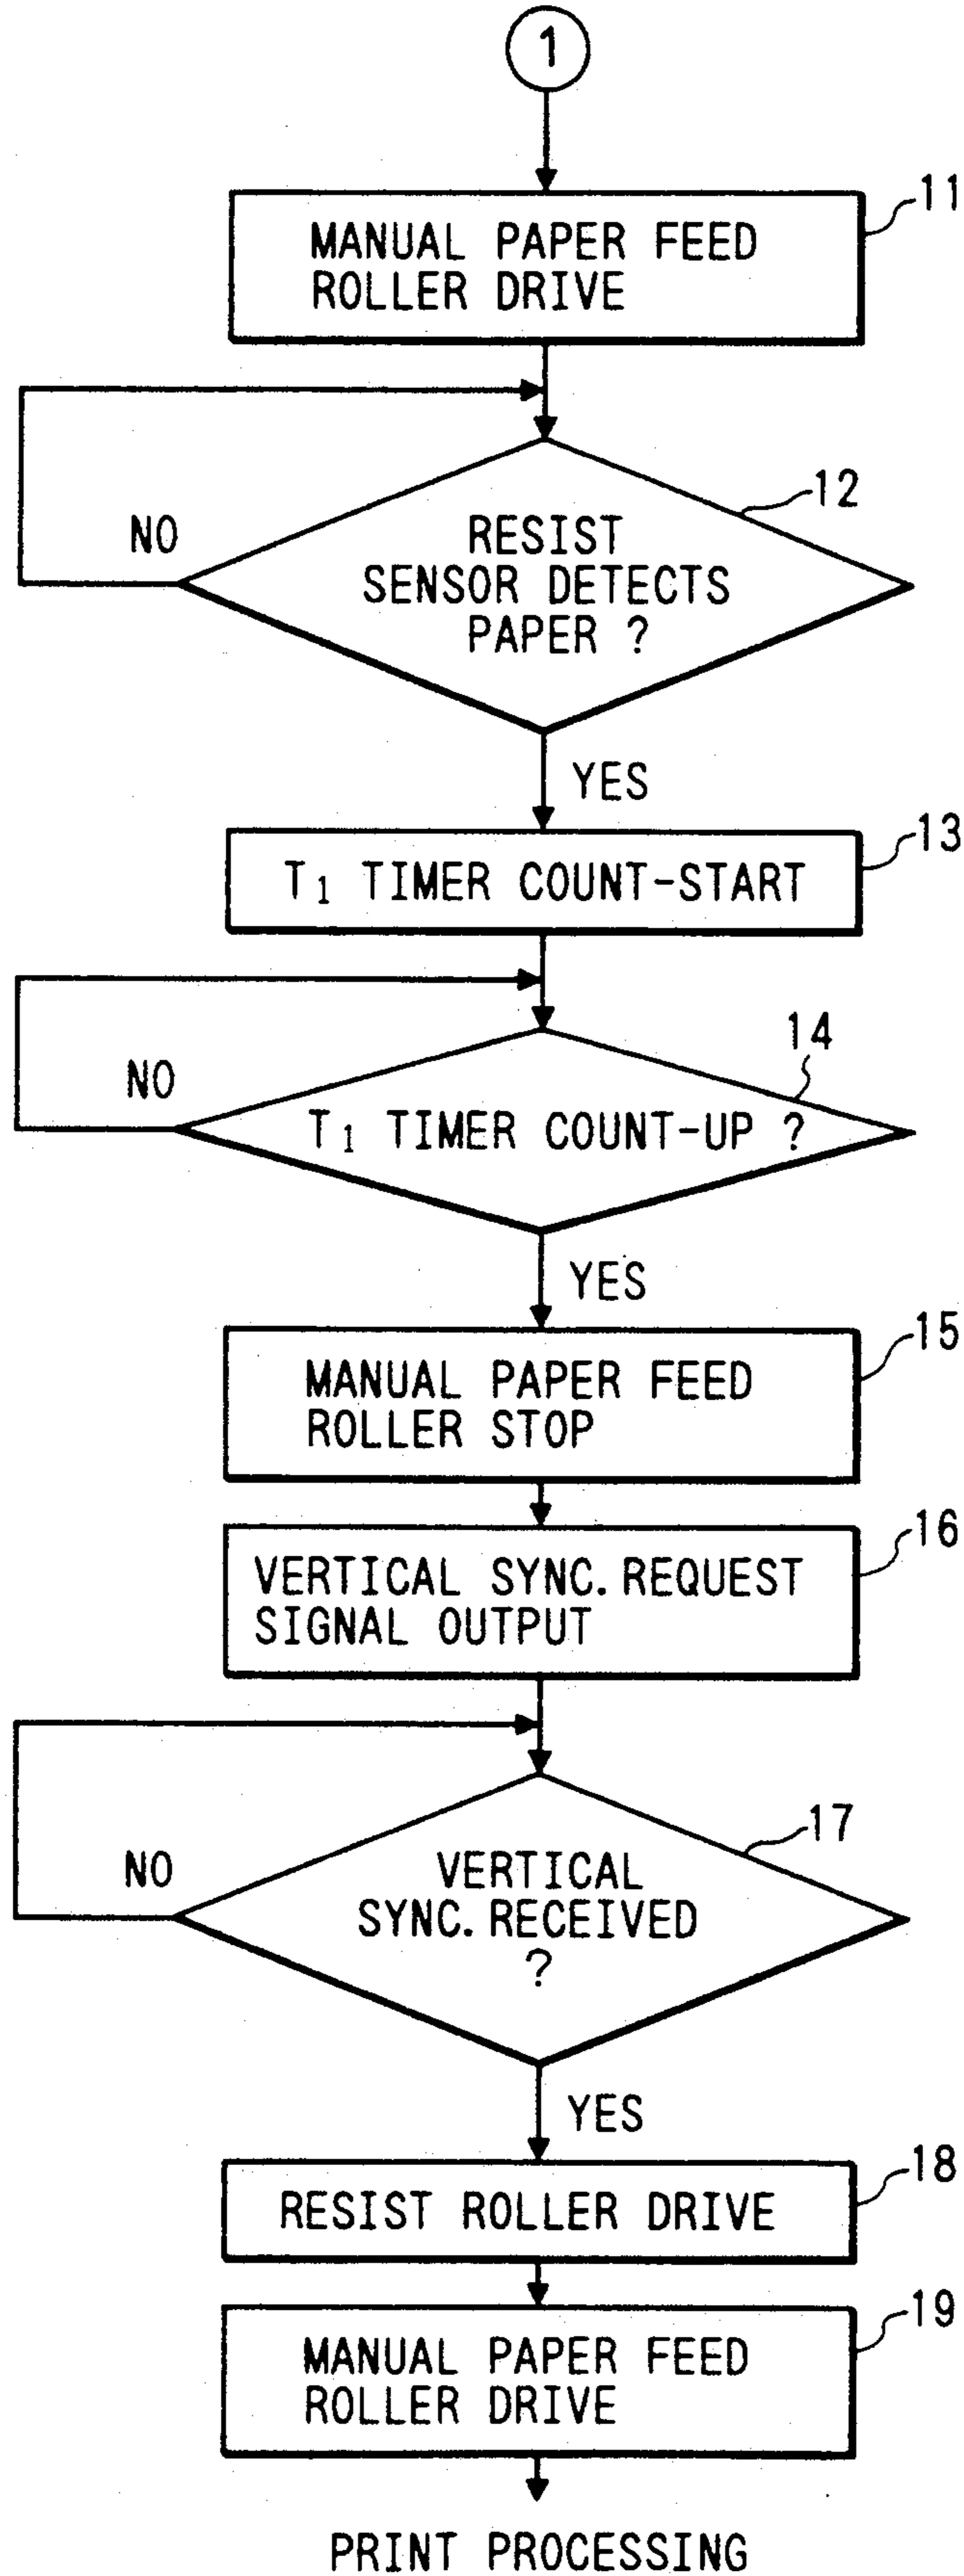 1
11
MANUAL PAPER FEED
ROLLER DRIVE
12
NO
RESIST
SENSOR DETECTS
PAPER ?
YES
13
T₁ TIMER COUNT-START
14
NO
T₁ TIMER COUNT-UP ?
YES
15
MANUAL PAPER FEED
ROLLER STOP
16
VERTICAL SYNC. REQUEST
SIGNAL OUTPUT
17
NO
VERTICAL
SYNC. RECEIVED
?
YES
18
RESIST ROLLER DRIVE
19
MANUAL PAPER FEED
ROLLER DRIVE
PRINT PROCESSING